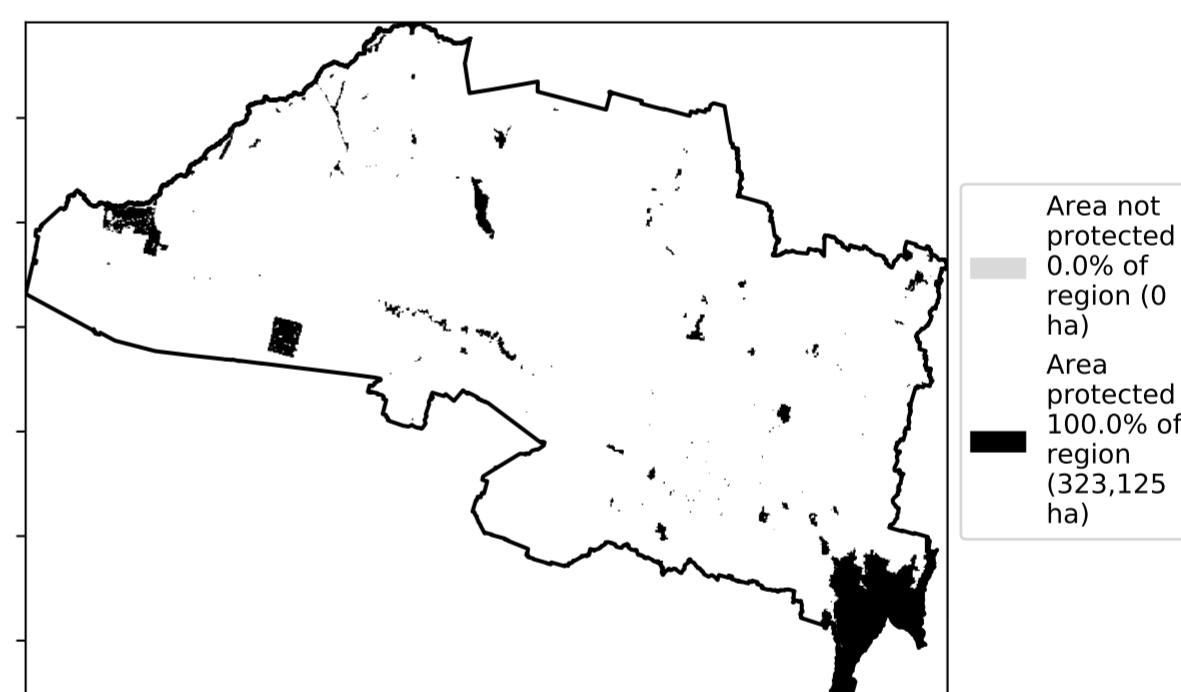 Area not
protected
0.0% of
region (0
ha)
Area
protected
100.0% of
region
(323,125
ha)